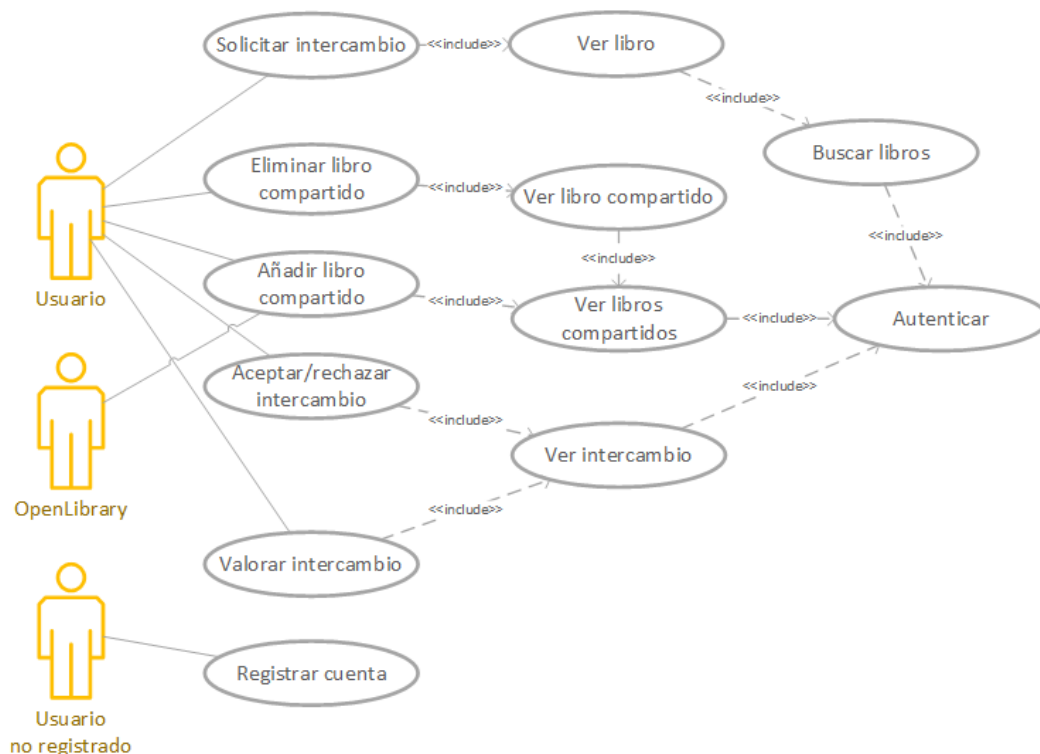 Solicitar intercambio
<<include>>
Ver libro
<<include>>
Buscar libros
Eliminar libro
compartido
<<include>>
Ver libro compartido
<<include>>
<<include>>
Usuario
Añadir libro
compartido
<<include>>
Ver libros
compartidos
<<include>>
Autenticar
Aceptar/rechazar
intercambio
<<include>>
<<include>>
Ver intercambio
OpenLibrary
<<include>>
Valorar intercambio
Registrar cuenta
Usuario
no registrado